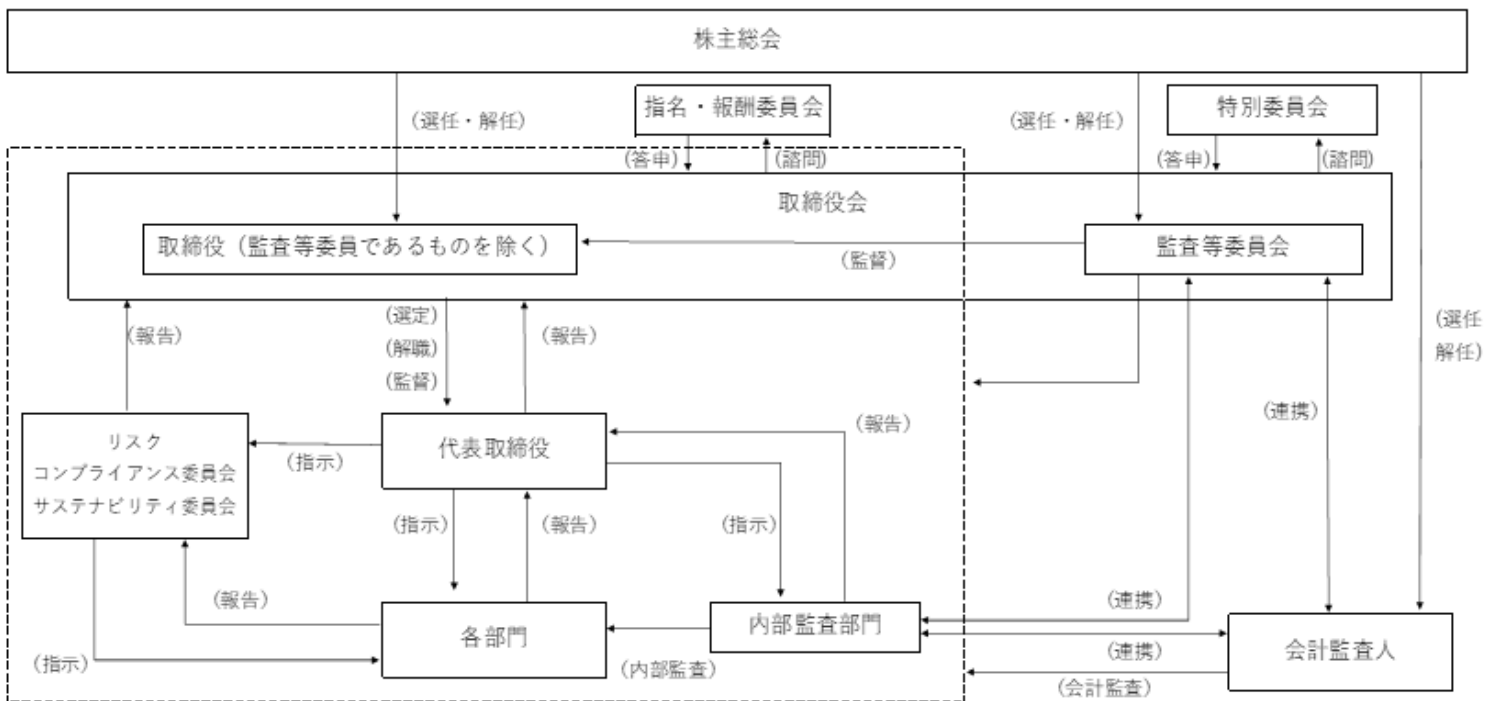 株主総会
指名・報酬委員会
特別委員会
(選任・解任)
(選任・解任)
(答申)
(諮問)
(答申)
(諮問)
取締役会
取締役（監査等委員であるものを除く）
監査等委員会
(監督)
(選定)
(解職)
(監督)
(報告)
(報告)
(選任
解任)
(連携)
(報告)
リスク
コンプライアンス委員会
サステナビリティ委員会
代表取締役
(指示)
(指示)
(報告)
(指示)
(報告)
(連携)
各部門
内部監査部門
会計監査人
(指示)
(内部監査)
(連携)
(会計監査)